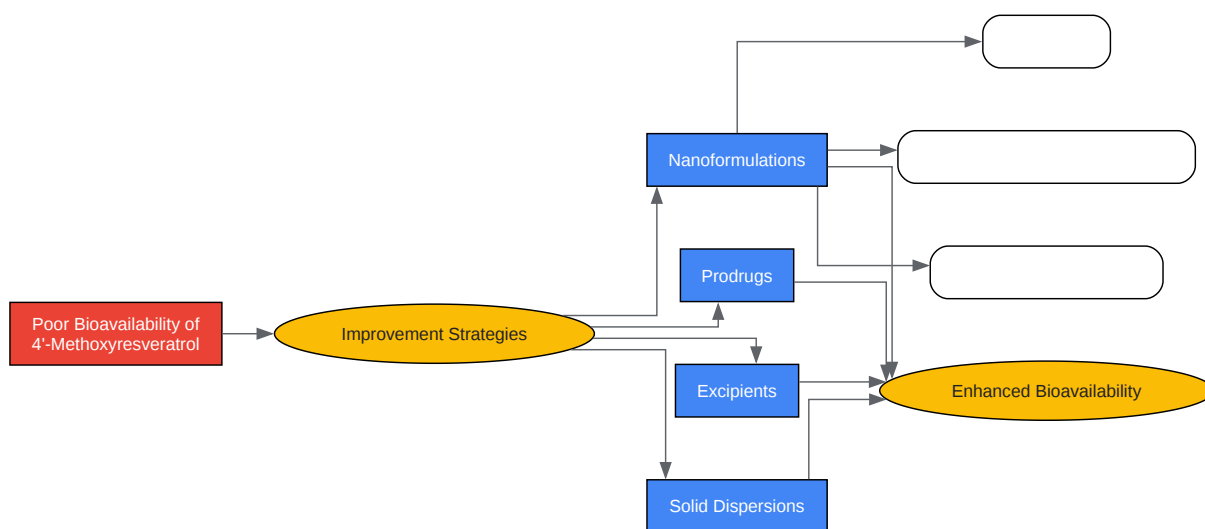 Nanoformulations
Prodrugs
Poor Bioavailability of
4'-Methoxyresveratrol
Improvement Strategies
Excipients
Enhanced Bioavailability
Solid Dispersions